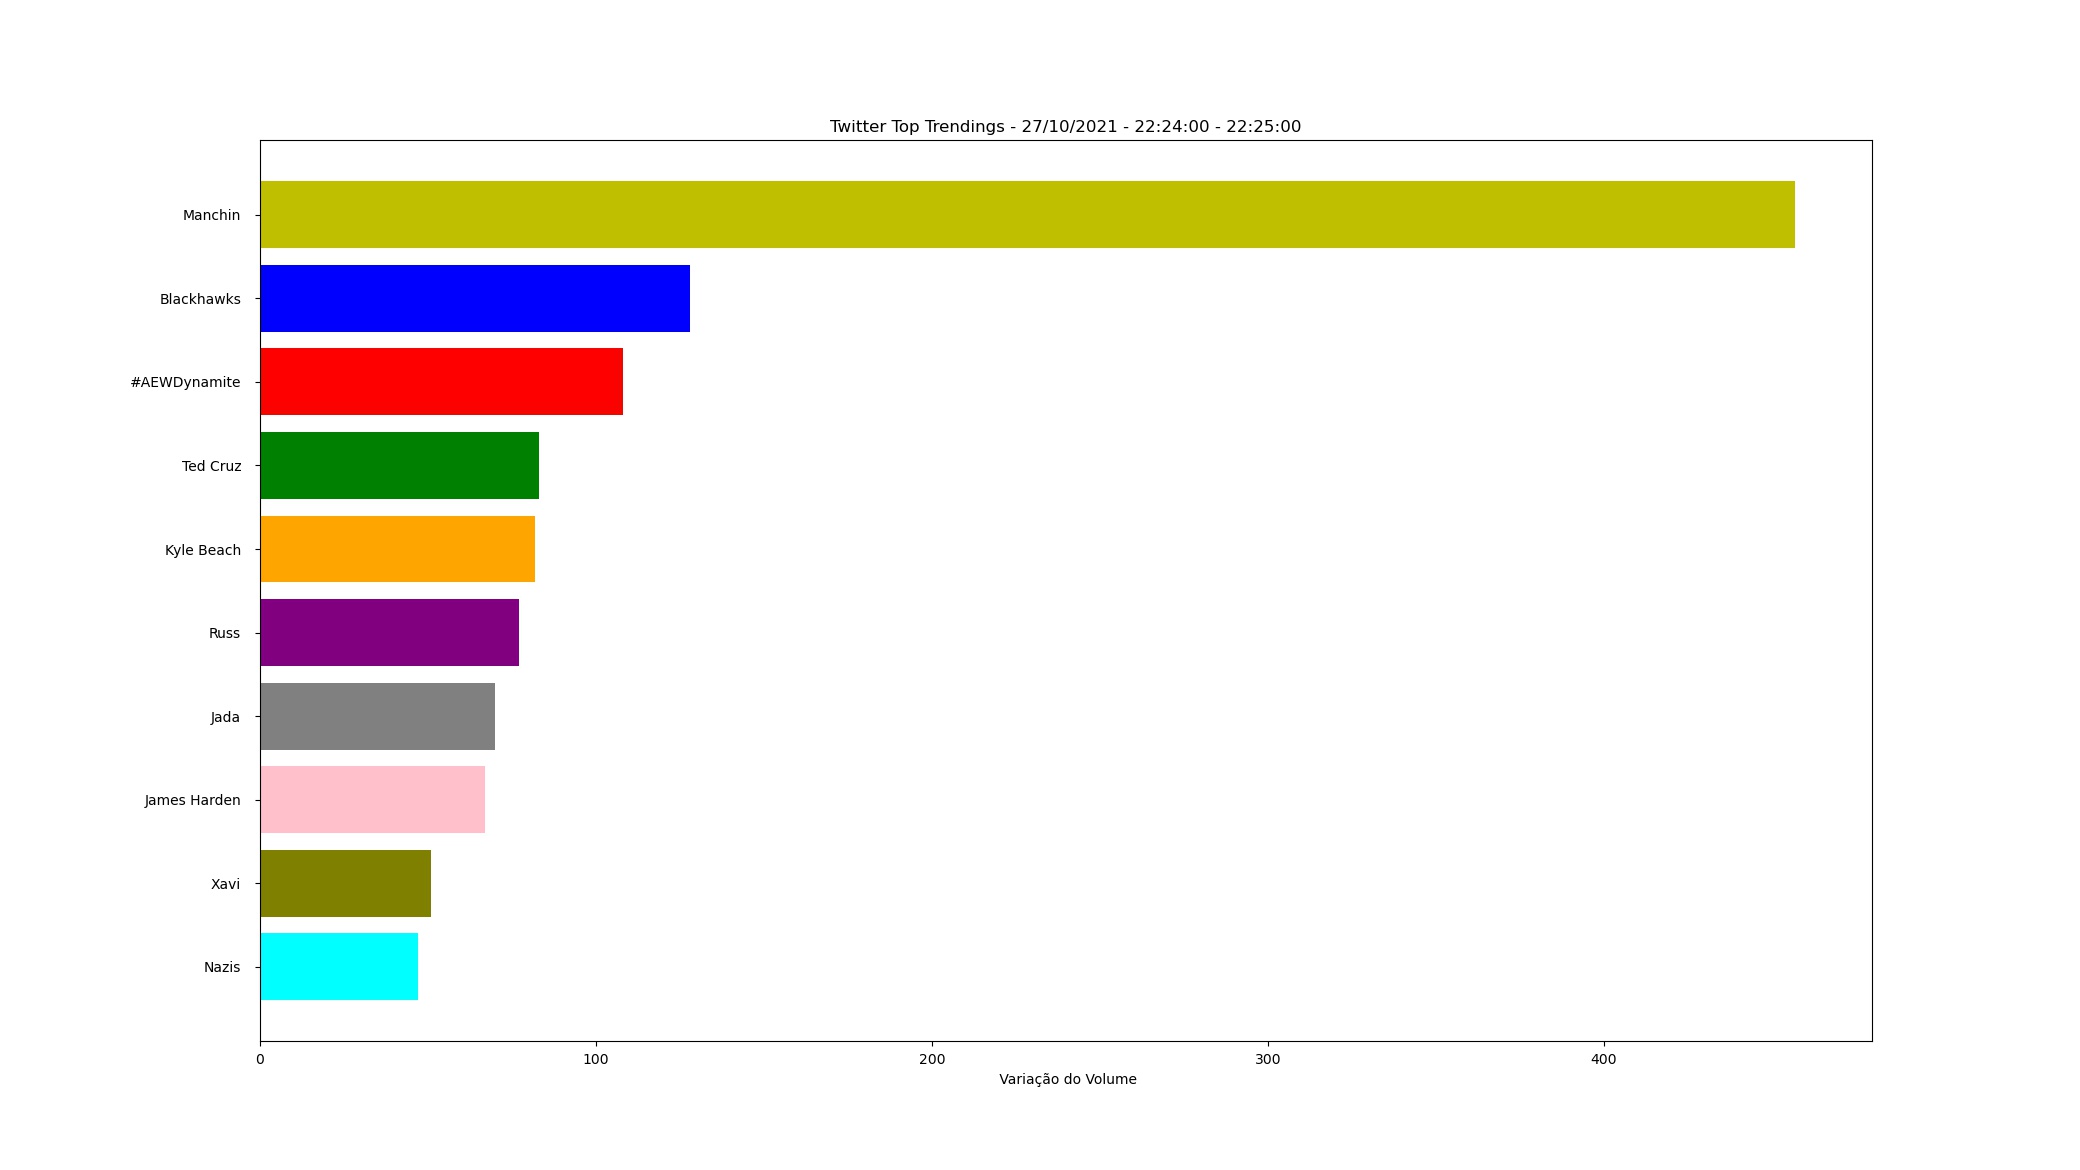 Twitter Top Trendings - 27/10/2021 - 22:24:00 - 22:25:00
Manchin
Blackhawks
#AEWDynamite
Ted Cruz
Kyle Beach
Russ
Jada
James Harden
Xavi
Nazis
0 100 200 300 400
Variação do Volume